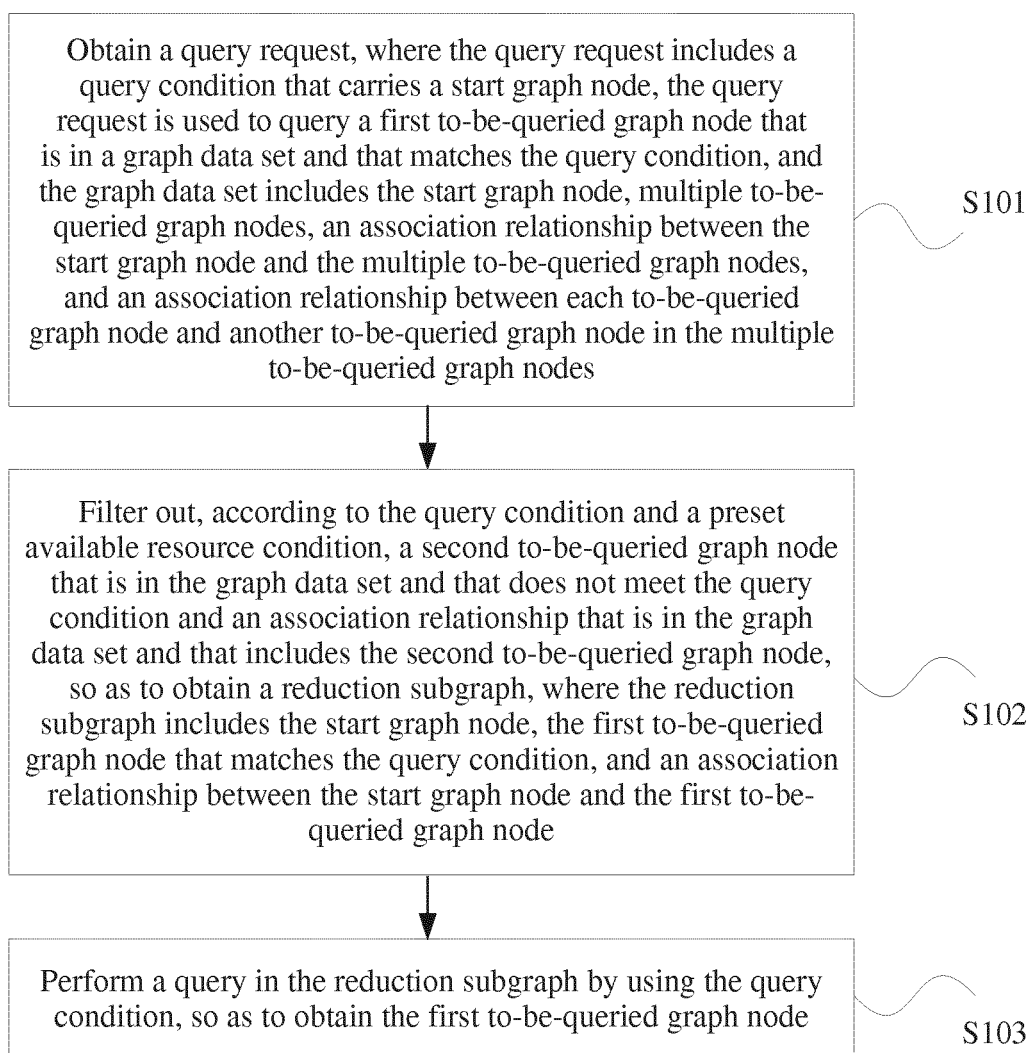 Obtain a query request, where the query request includes a
query condition that carries a start graph node, the query
request is used to query a first to-be-queried graph node that
is in a graph data set and that matches the query condition, and
the graph data set includes the start graph node, multiple to-be-
queried graph nodes, an association relationship between the
start graph node and the multiple to-be-queried graph nodes,
and an association relationship between each to-be-queried
graph node and another to-be-queried graph node in the multiple
to-be-queried graph nodes
S101
Filter out, according to the query condition and a preset
available resource condition, a second to-be-queried graph node
that is in the graph data set and that does not meet the query
condition and an association relationship that is in the graph
data set and that includes the second to-be-queried graph node,
so as to obtain a reduction subgraph, where the reduction
subgraph includes the start graph node, the first to-be-queried
graph node that matches the query condition, and an association
relationship between the start graph node and the first to-be-
queried graph node
S102
Perform a query in the reduction subgraph by using the query
condition, so as to obtain the first to-be-queried graph node
S103